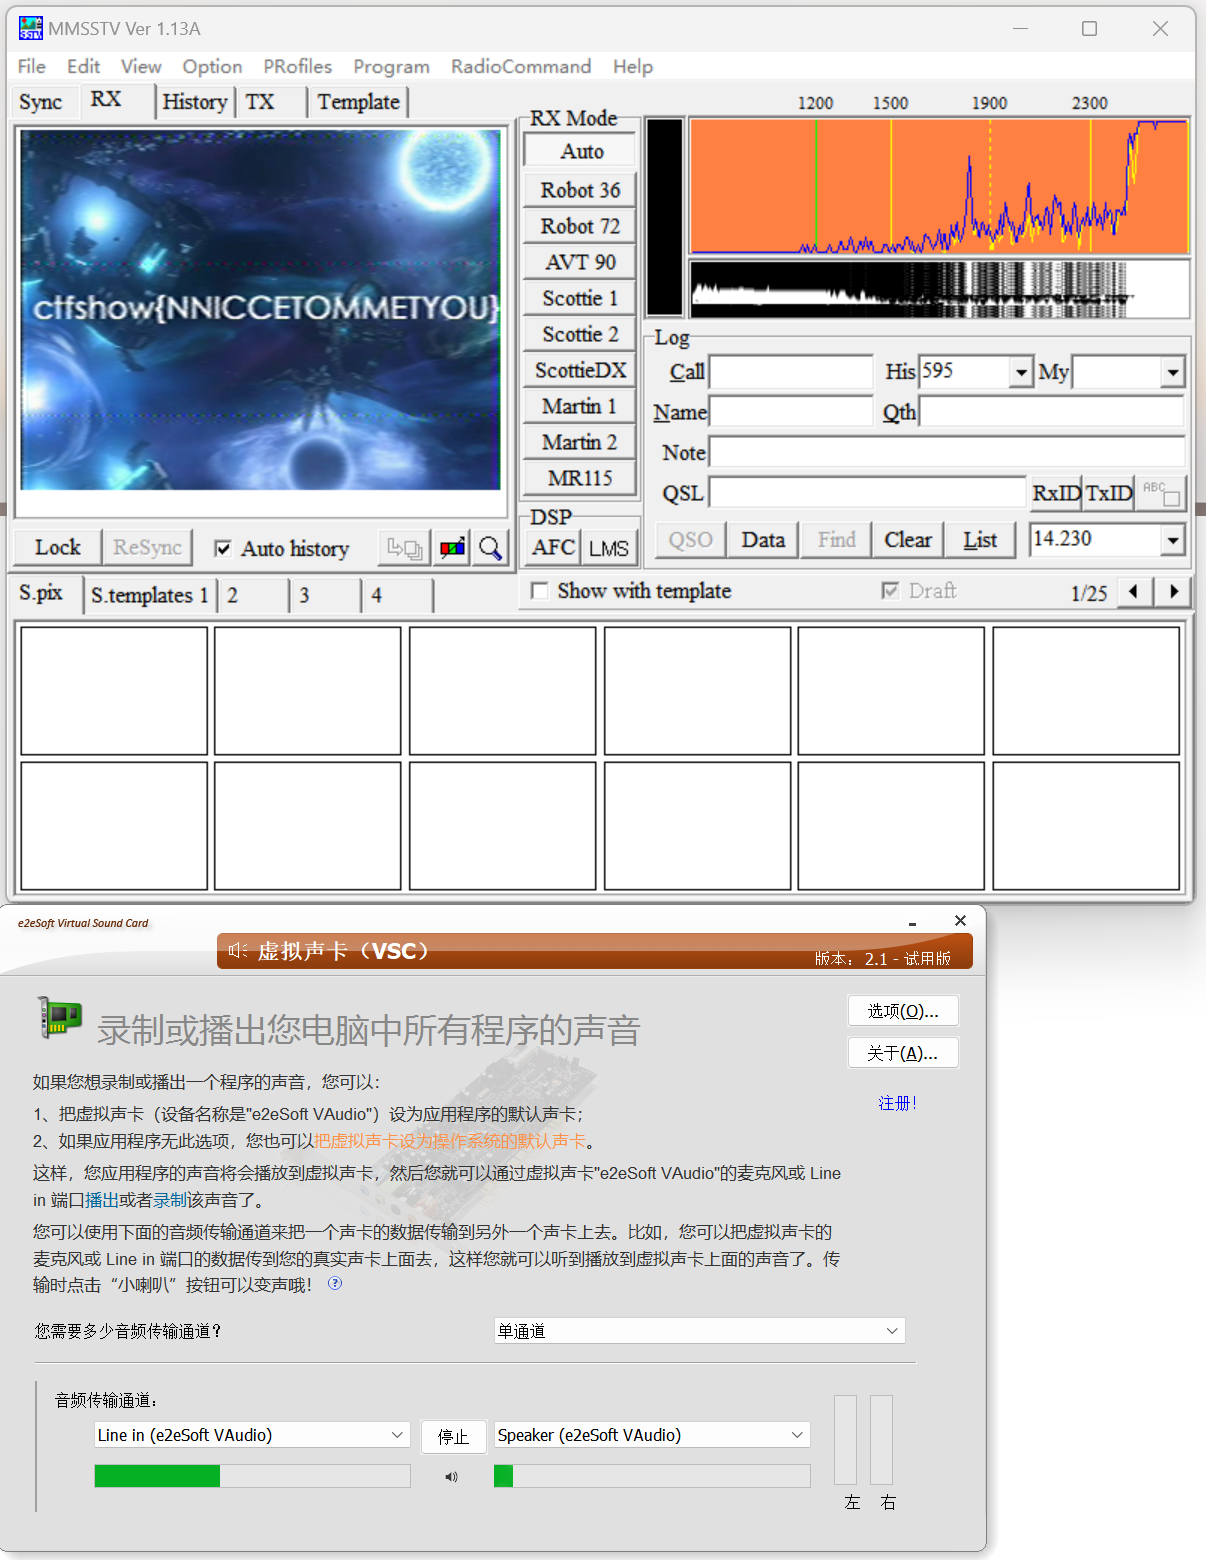 MMSSTV Ver 1.13A
File Edit View Option PRofiles Program RadioCommand Help
Sync RX History TX Template
1200 1500 1900 2300
RX Mode
Auto
Robot 36
Robot 72
AVT 90
Scottie 1
Scottie 2
ScottieDX
Martin 1
Martin 2
MR115
ctfshow{NNICCETOMMETYOU}
Log
Call His 595 My
Name Qth
Note
QSL RxID TxID ABC
DSP
AFC LMS
QSO Data Find Clear List 14.230
Lock ReSync Auto history
Show with template Draft 1/25
S.pix S.templates 1 2 3 4
e2eSoft Virtual Sound Card
虚拟声卡（VSC）
版本： 2.1 - 试用版
录制或播出您电脑中所有程序的声音
选项(O)...
关于(A)...
注册!
如果您想录制或播出一个程序的声音，您可以：
1、把虚拟声卡（设备名称是"e2eSoft VAudio"）设为应用程序的默认声卡；
2、如果应用程序无此选项，您也可以把虚拟声卡设为操作系统的默认声卡。
这样，您应用程序的声音将会播放到虚拟声卡，然后您就可以通过虚拟声卡"e2eSoft VAudio"的麦克风或 Line
in 端口播出或者录制该声音了。
您可以使用下面的音频传输通道来把一个声卡的数据传输到另外一个声卡上去。比如，您可以把虚拟声卡的
麦克风或 Line in 端口的数据传到您的真实声卡上面去，这样您就可以听到播放到虚拟声卡上面的声音了。传
输时点击“小喇叭”按钮可以变声哦！ ?
您需要多少音频传输通道？ 单通道
音频传输通道：
Line in (e2eSoft VAudio) 停止 Speaker (e2eSoft VAudio)
左 右